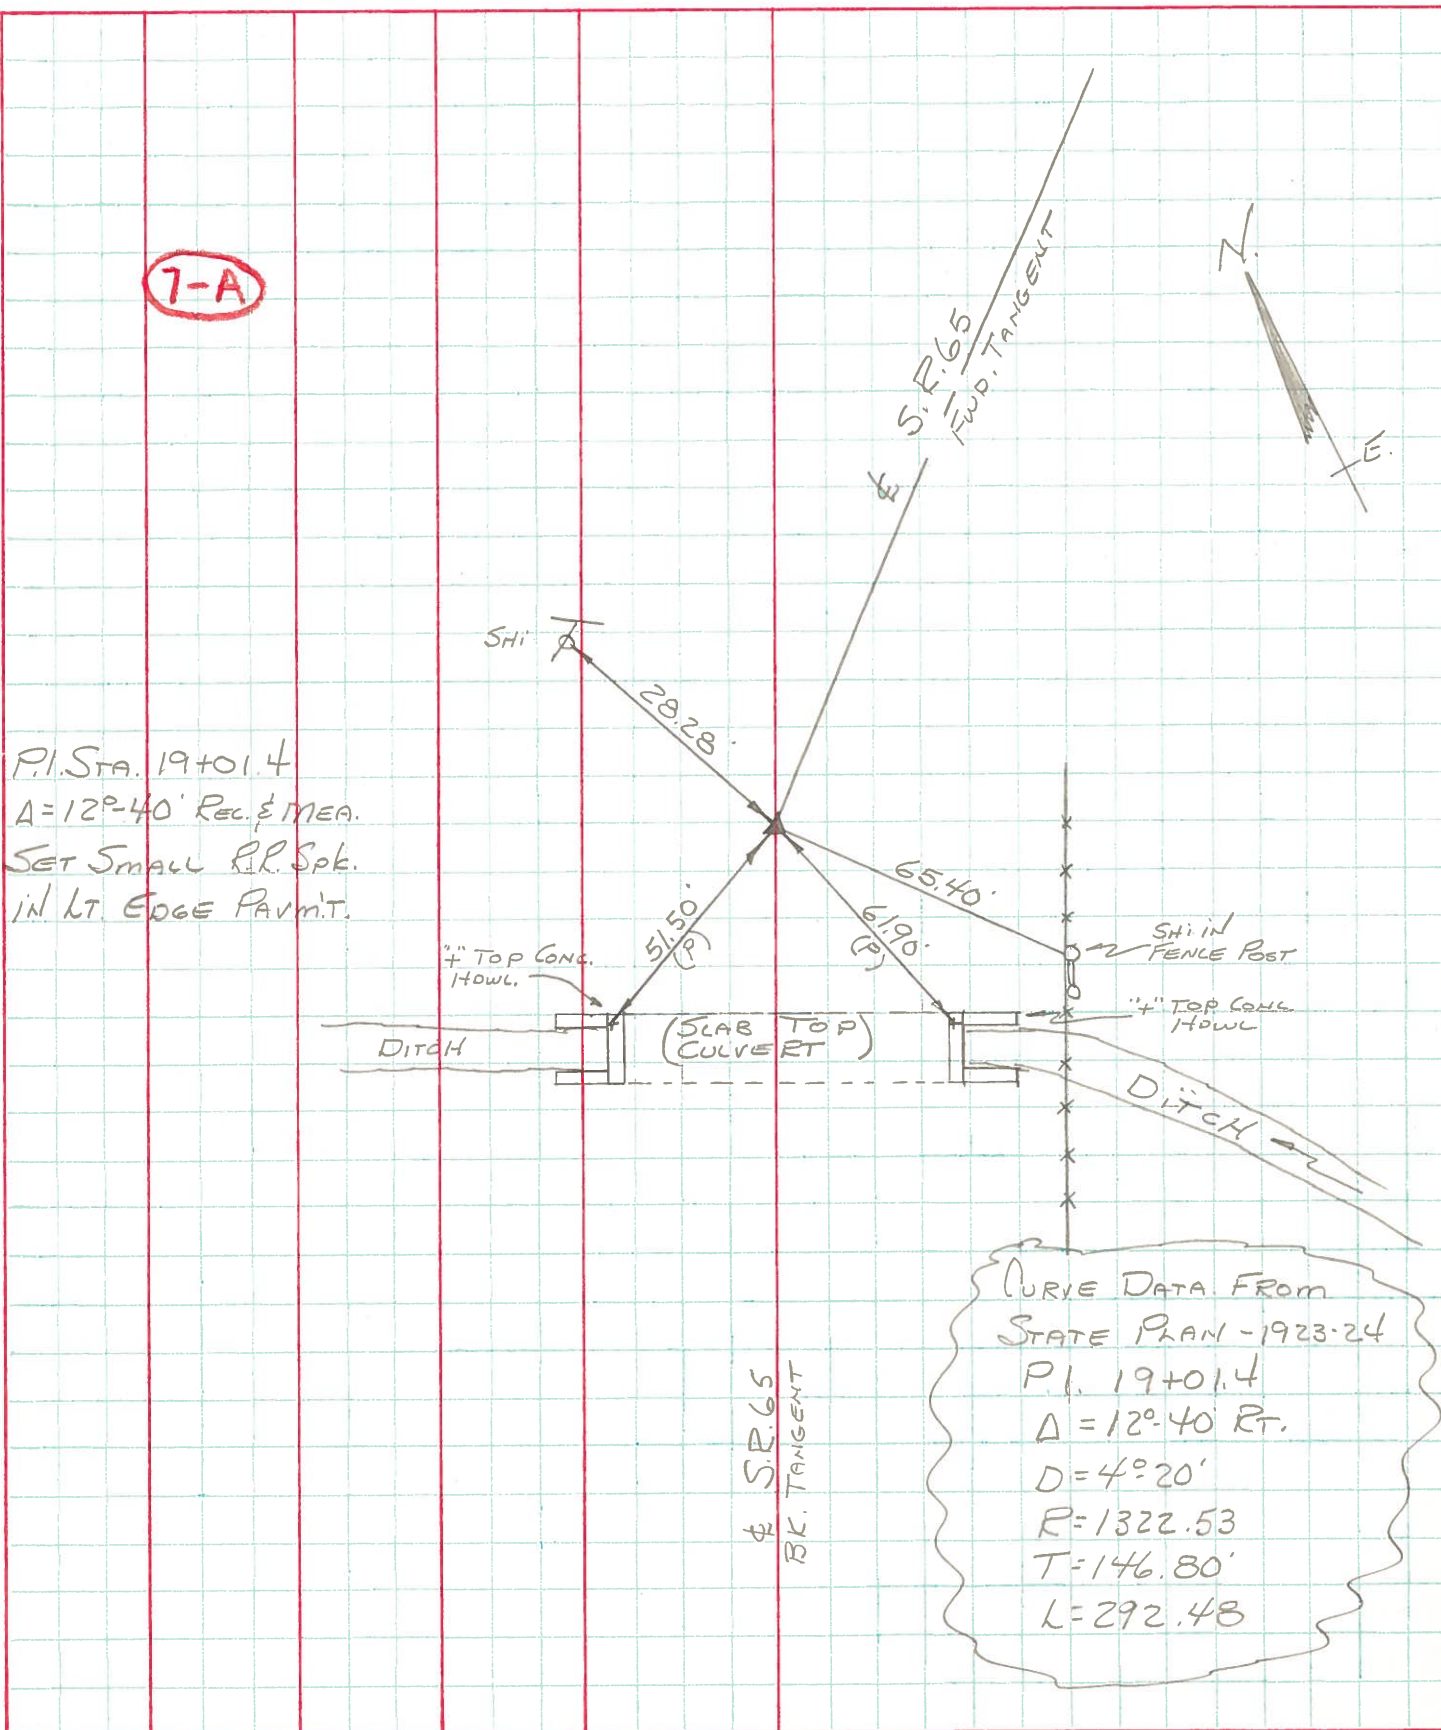 7-A
N.
E.
℄ S.R. 65
FWD. TANGENT
SHI
28.28'
P.I. STA. 19+01.4
Δ=12°-40' REC. & MEA.
SET SMALL R.R. Spk.
IN LT. EDGE PAVM'T.
65.40'
51.50'
(P)
61.90'
(P)
SHI. IN
FENCE POST
"+" TOP CONC.
HDWL.
"+" TOP CONC
HDWL
(SLAB TOP
CULVERT)
DITCH
DITCH
℄ S.R. 65
BK. TANGENT
CURVE DATA FROM
STATE PLAN - 1923-24
P.I. 19+01.4
Δ = 12°-40' RT.
D = 4°20'
R = 1322.53
T = 146.80'
L = 292.48